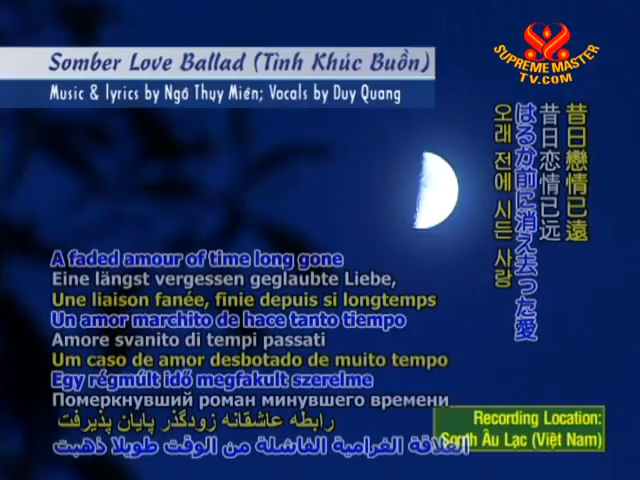 Somber Love Ballad (Tình Khúc Buồn)
Music & lyrics by Ngô Thụy Miên; Vocals by Duy Quang
SUPREME MASTER
TV.COM
昔日戀情已遠
昔日恋情已远
はるか前に消え去った愛
오래 전에 시든 사랑
A faded amour of time long gone
Eine längst vergessen geglaubte Liebe,
Une liaison fanée, finie depuis si longtemps
Un amor marchito de hace tanto tiempo
Amore svanito di tempi passati
Um caso de amor desbotado de muito tempo
Egy régmúlt idő megfakult szerelme
Померкнувший роман минувшего времени
رابطه عاشقانه زودگذر پایان پذیرفت
العلاقة الغرامية الفاشلة من الوقت طويلا ذهبت
Recording Location:
South Âu Lạc (Việt Nam)